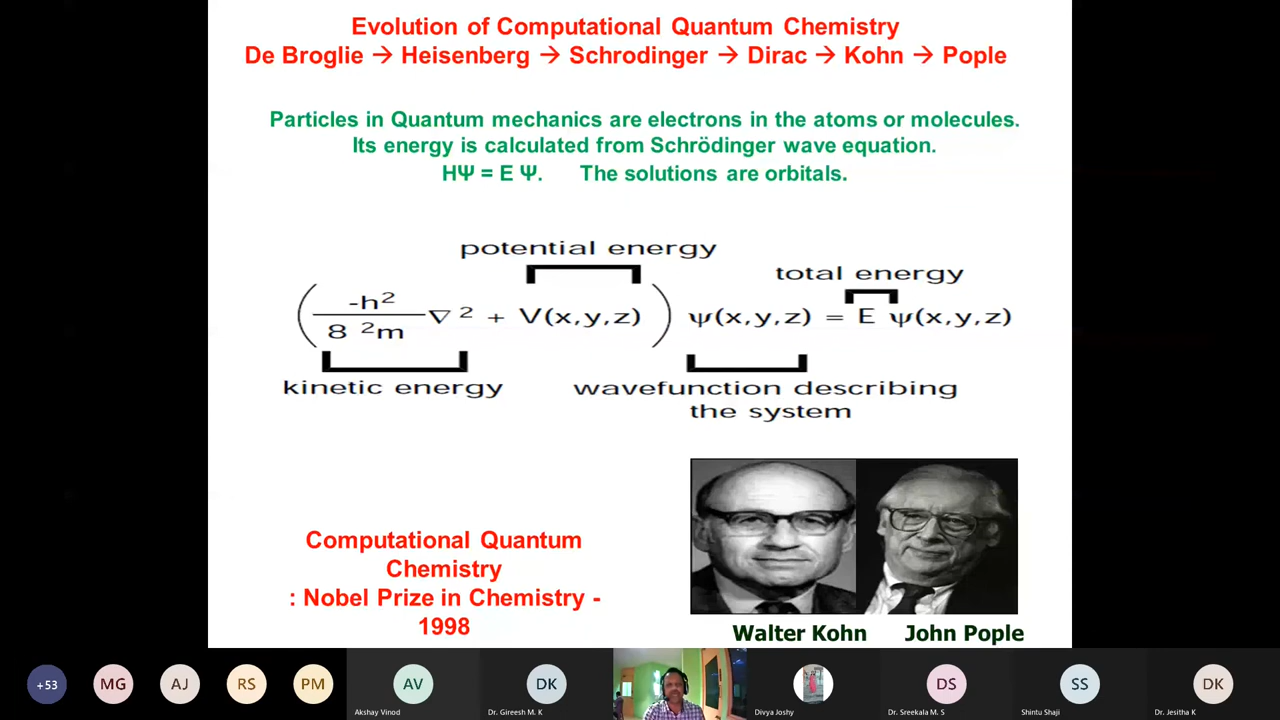 Evolution of Computational Quantum Chemistry
De Broglie → Heisenberg → Schrodinger → Dirac → Kohn → Pople
Particles in Quantum mechanics are electrons in the atoms or molecules.
Its energy is calculated from Schrödinger wave equation.
HΨ = E Ψ. The solutions are orbitals.
potential energy
total energy
-h²
( ∇ ² + V(x,y,z) ) ψ(x,y,z) = E ψ(x,y,z)
8 ²m
kinetic energy
wavefunction describing
the system
Computational Quantum
Chemistry
: Nobel Prize in Chemistry -
1998
Walter Kohn John Pople
+53 MG AJ RS PM AV DK DS SS DK
Akshay Vinod Dr. Gireesh M. K Divya Joshy Dr. Sreekala M. S Shintu Shaji Dr. Jesitha K